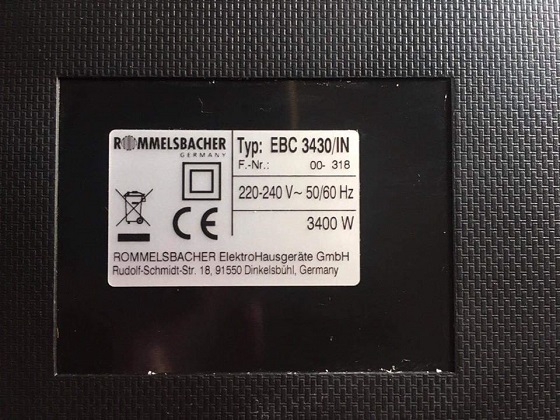 ROMMELSBACHER
GERMANY
Typ: EBC 3430/IN
F.-Nr.: 00- 318
220-240 V~ 50/60 Hz
CE
3400 W
ROMMELSBACHER ElektroHausgeräte GmbH
Rudolf-Schmidt-Str. 18, 91550 Dinkelsbühl, Germany